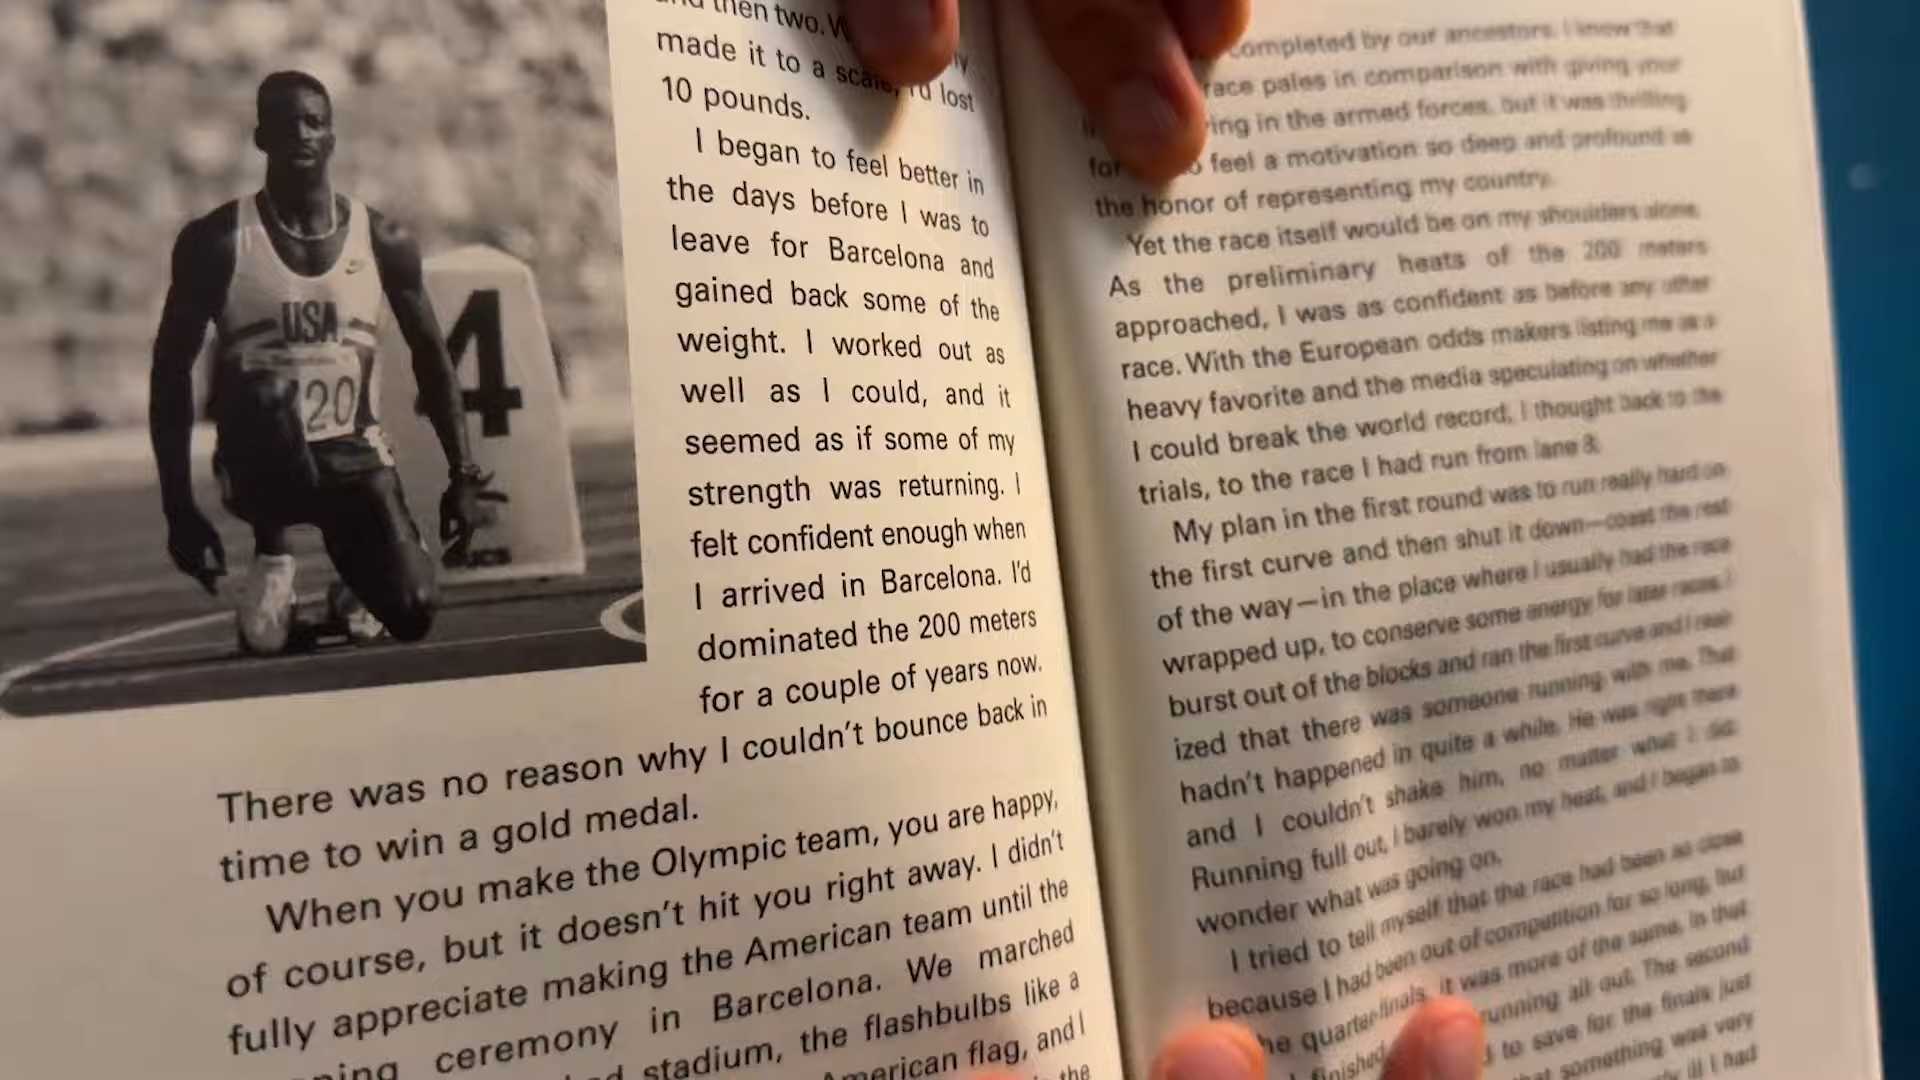 then two. W
made it to a scale, I'd lost
10 pounds.
I began to feel better in
the days before I was to
leave for Barcelona and
gained back some of the
weight. I worked out as
well as I could, and it
seemed as if some of my
strength was returning. I
felt confident enough when
I arrived in Barcelona. I'd
dominated the 200 meters
for a couple of years now.
There was no reason why I couldn't bounce back in
time to win a gold medal.
When you make the Olympic team, you are happy,
of course, but it doesn't hit you right away. I didn't
fully appreciate making the American team until the
ceremony in Barcelona. We marched
stadium, the flashbulbs like a
American flag, and I
the
USA
120
4
completed by our ancestors. I know that
race pales in comparison with giving your
in the armed forces, but it was thrilling
for feel a motivation so deep and profound as
the honor of representing my country.
Yet the race itself would be on my shoulders alone.
As the preliminary heats of the 200 meters
approached, I was as confident as before any other
race. With the European odds makers listing me as a
heavy favorite and the media speculating on whether
I could break the world record, I thought back to the
trials, to the race I had run from lane 8.
My plan in the first round was to run really hard on
the first curve and then shut it down—coast the rest
of the way—in the place where I usually had the race
wrapped up, to conserve some energy for later races. I
burst out of the blocks and ran the first curve and I real-
ized that there was someone running with me. That
hadn't happened in quite a while. He was right there
and I couldn't shake him, no matter what I did.
Running full out, I barely won my heat, and I began to
wonder what was going on.
I tried to tell myself that the race had been so close
because I had been out of competition for so long, but
the quarter-finals, it was more of the same. In that
I finished running all out. The second
to save for the finals just
that something was very
ill I had